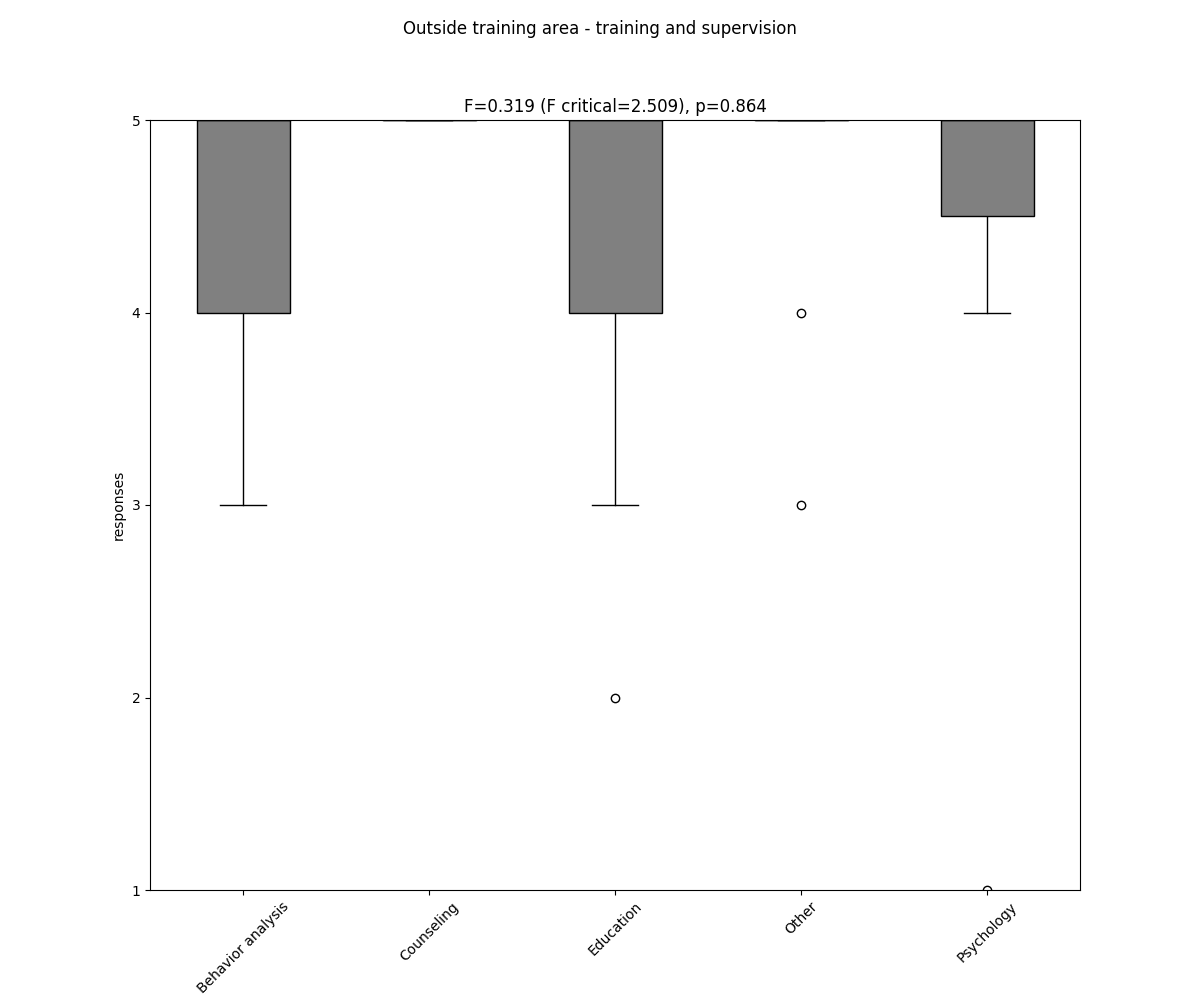 Outside training area - training and supervision
F=0.319 (F critical=2.509), p=0.864
5
4
3
2
1
responses
Behavior analysis
Counseling
Education
Other
Psychology